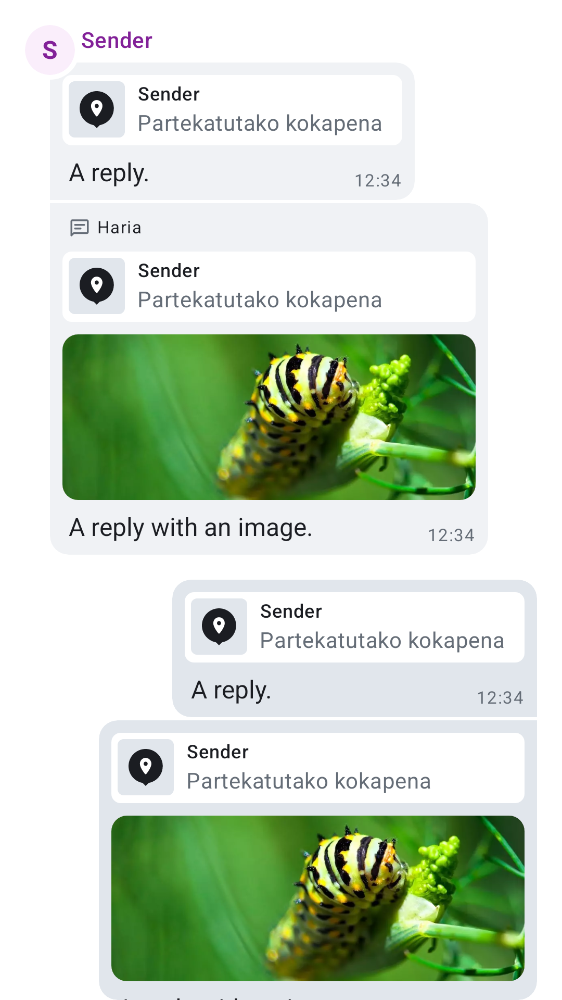 S
Sender
Sender
Partekatutako kokapena
A reply.
12:34
Haria
Sender
Partekatutako kokapena
A reply with an image.
12:34
Sender
Partekatutako kokapena
A reply.
12:34
Sender
Partekatutako kokapena